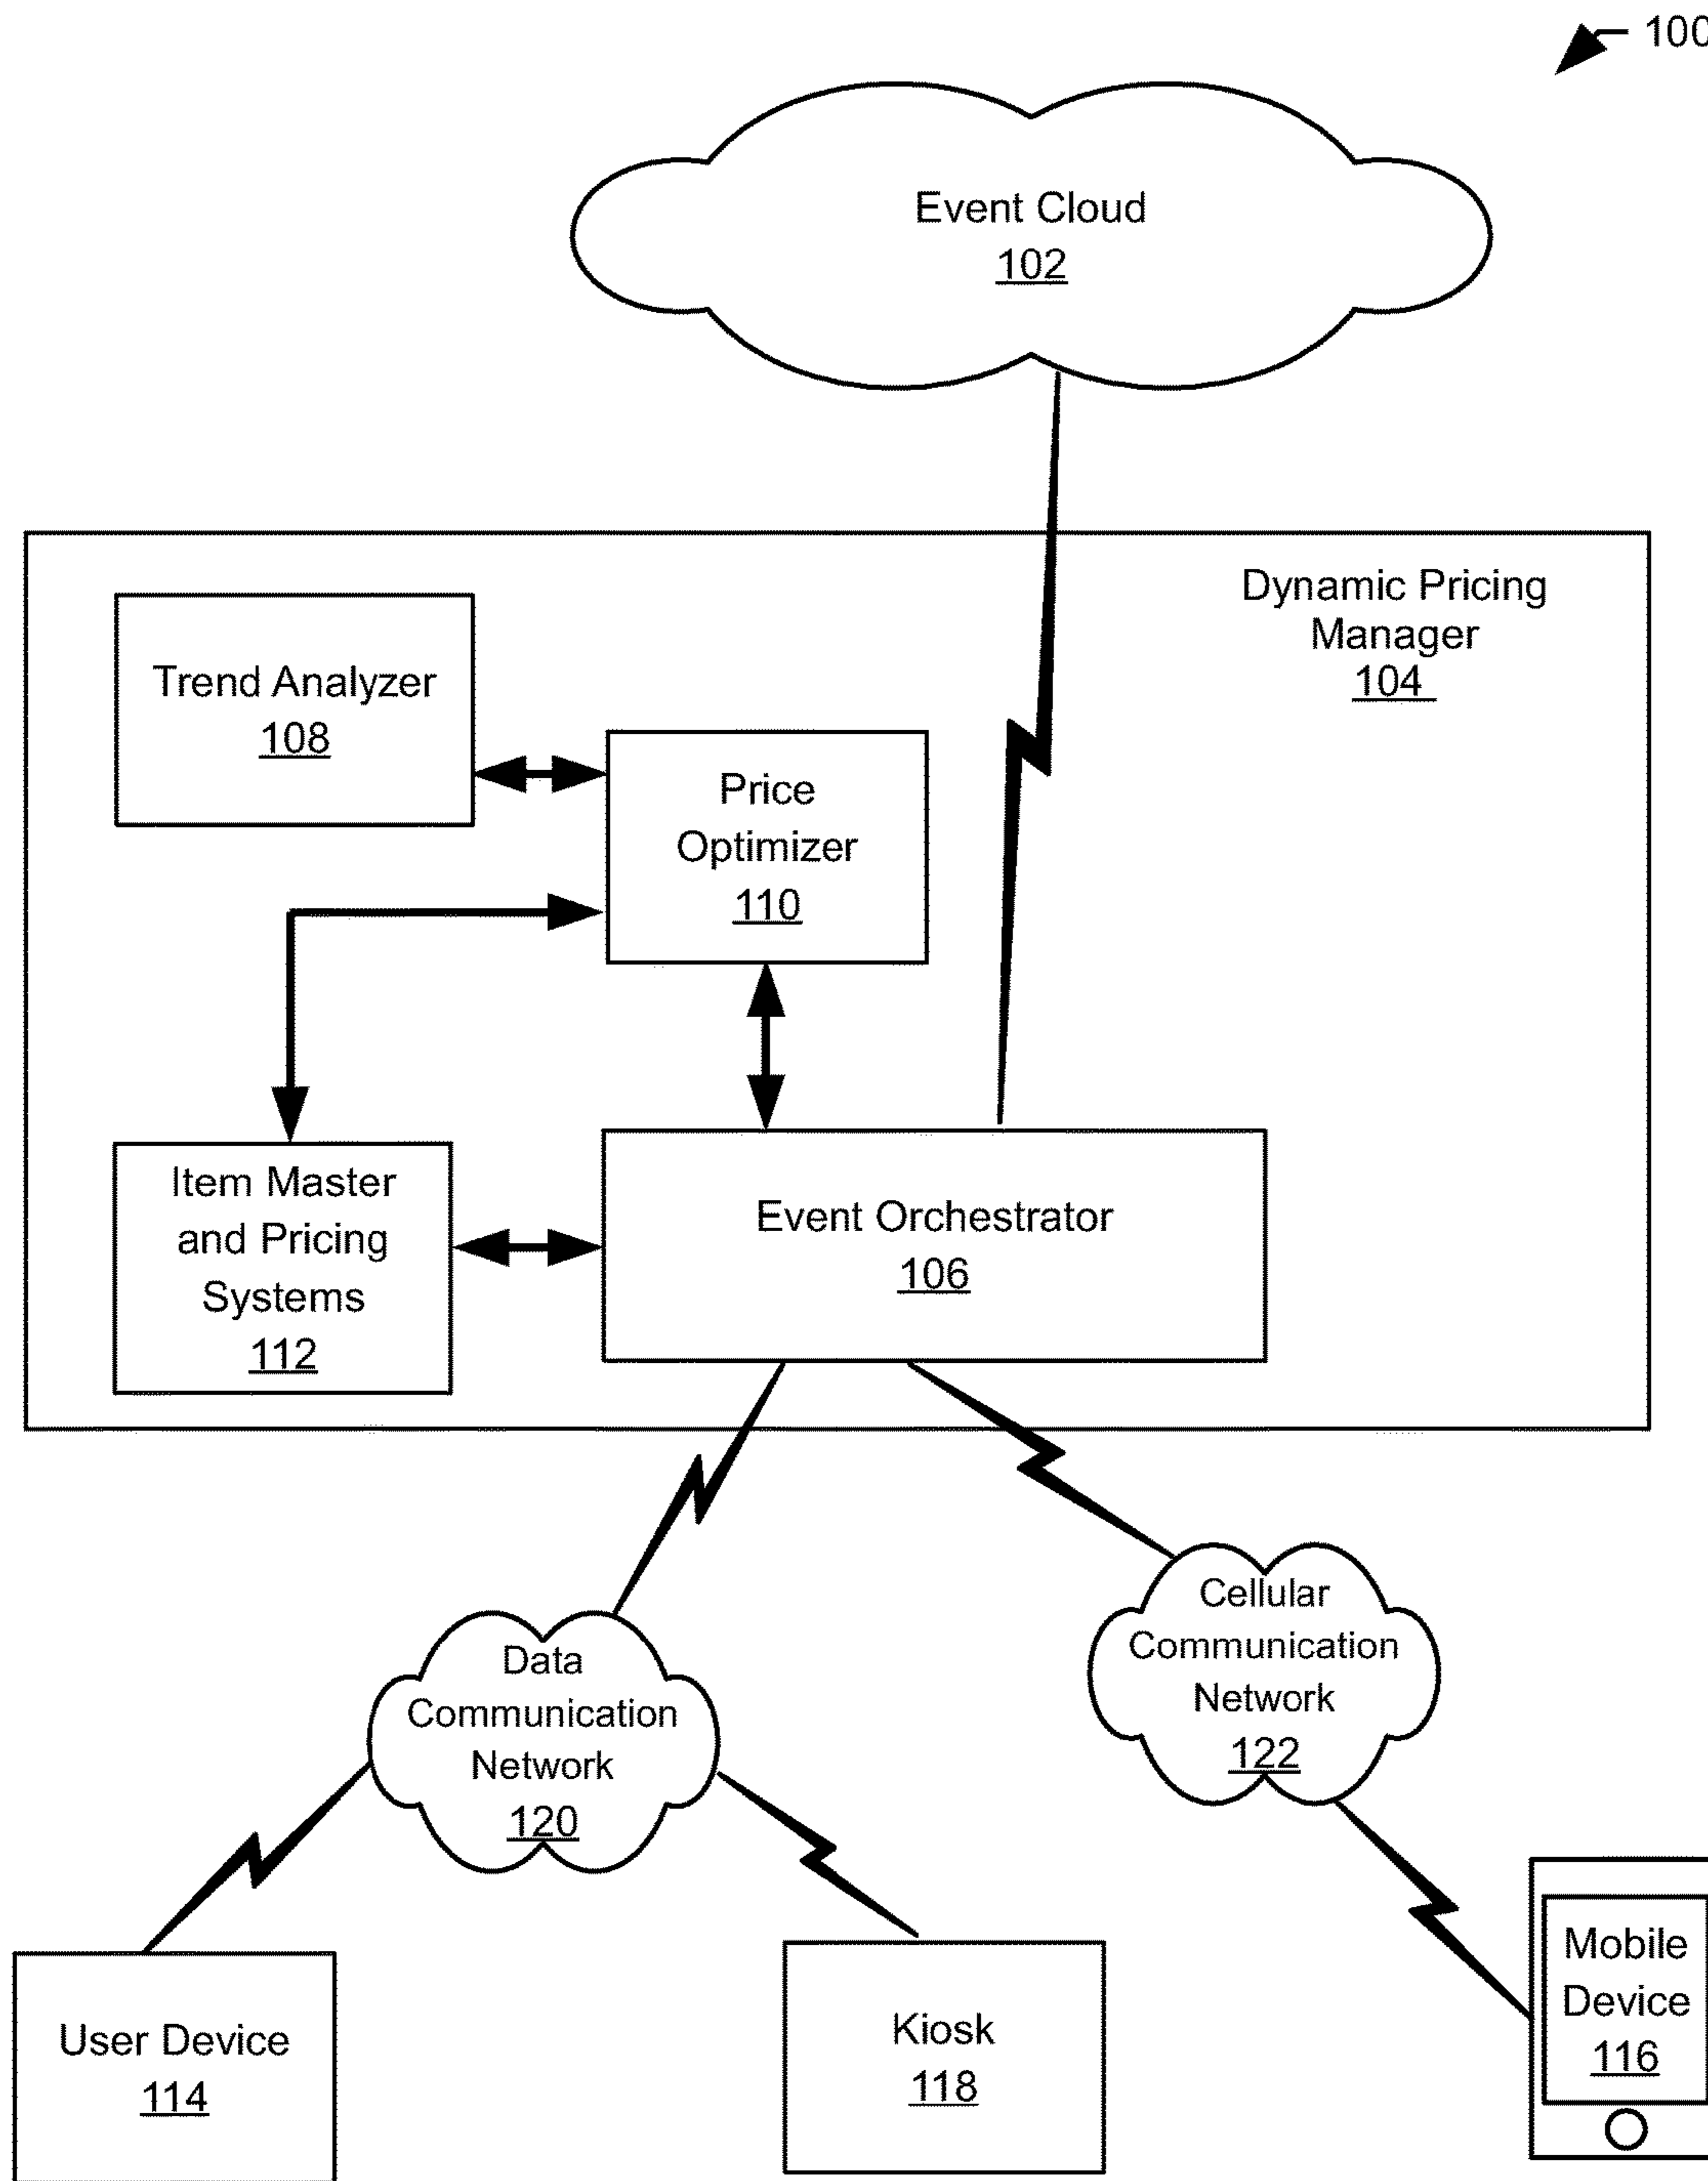 100
Event Cloud
102
Dynamic Pricing
Manager
104
Trend Analyzer
108
Price
Optimizer
110
Item Master
and Pricing
Systems
112
Event Orchestrator
106
Cellular
Communication
Network
122
Data
Communication
Network
120
User Device
114
Kiosk
118
Mobile
Device
116